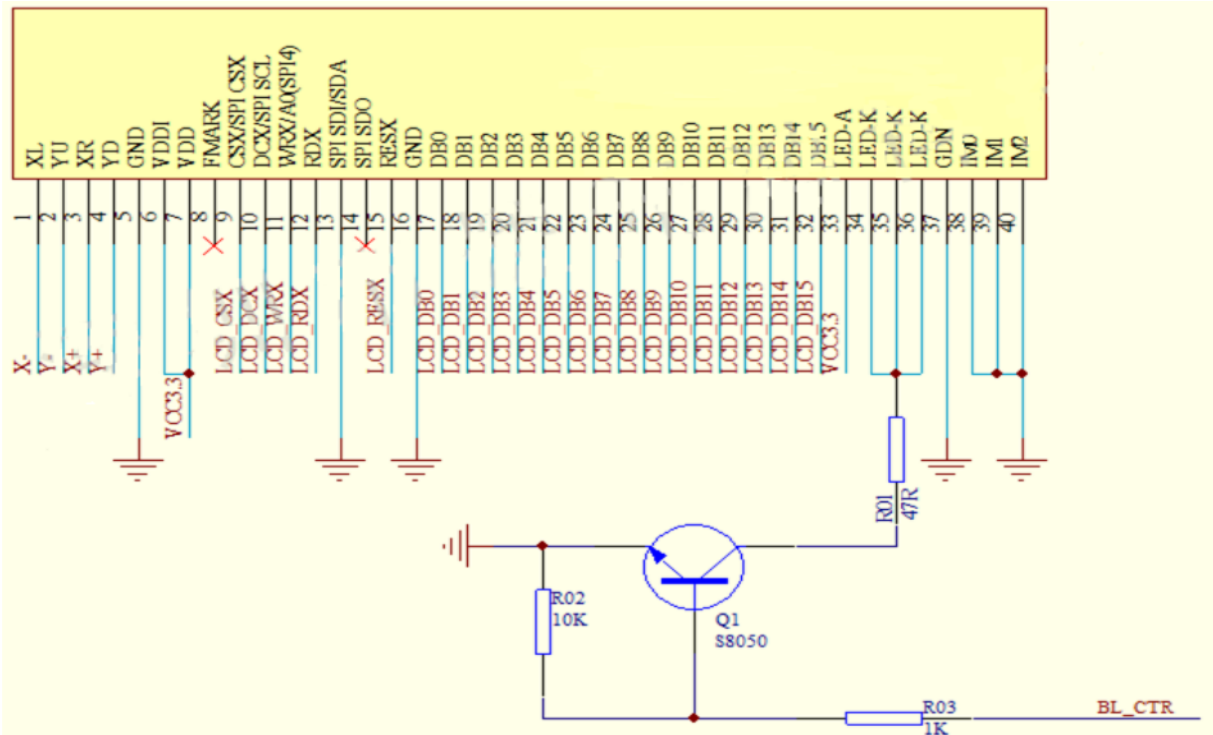 XL
YU
XR
YD
GND
VDDI
VDD
FMARK
CSX/SPI CSX
DCX/SPI SCL
WRX/A0(SPI4)
RDX
SPI SDI/SDA
SPI SDO
RESX
GND
DB0
DB1
DB2
DB3
DB4
DB5
DB6
DB7
DB8
DB9
DB10
DB11
DB12
DB13
DB14
DB15
LED-A
LED-K
LED-K
LED-K
GDN
IM0
IM1
IM2
1
2
3
4
5
6
7
8
9
10
11
12
13
14
15
16
17
18
19
20
21
22
23
24
25
26
27
28
29
30
31
32
33
34
35
36
37
38
39
40
X-
Y-
X+
Y+
VCC3.3
LCD_CSX
LCD_DCX
LCD_WRX
LCD_RDX
LCD_RESX
LCD_DB0
LCD_DB1
LCD_DB2
LCD_DB3
LCD_DB4
LCD_DB5
LCD_DB6
LCD_DB7
LCD_DB8
LCD_DB9
LCD_DB10
LCD_DB11
LCD_DB12
LCD_DB13
LCD_DB14
LCD_DB15
VCC3.3
R01
47R
R02
10K
Q1
S8050
R03
1K
BL_CTR